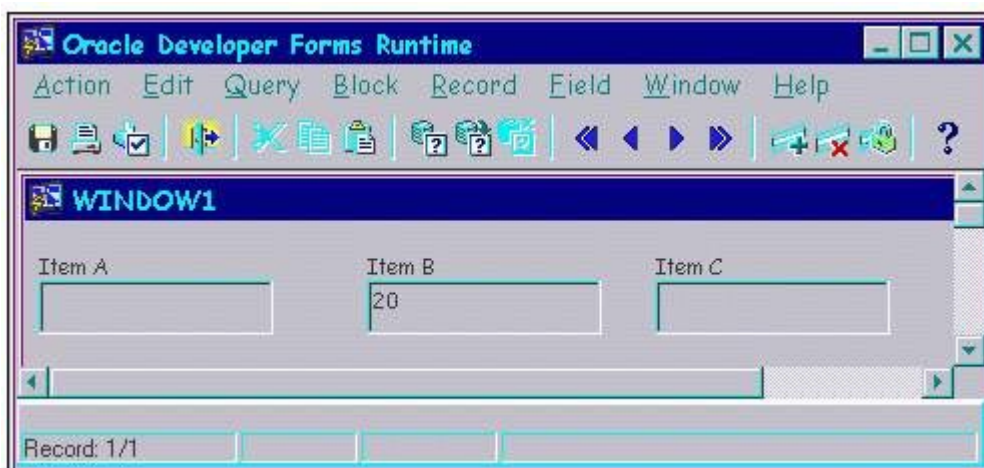 Oracle Developer Forms Runtime
Action Edit Query Block Record Field Window Help
?
WINDOW1
Item A Item B Item C
20
Record: 1/1